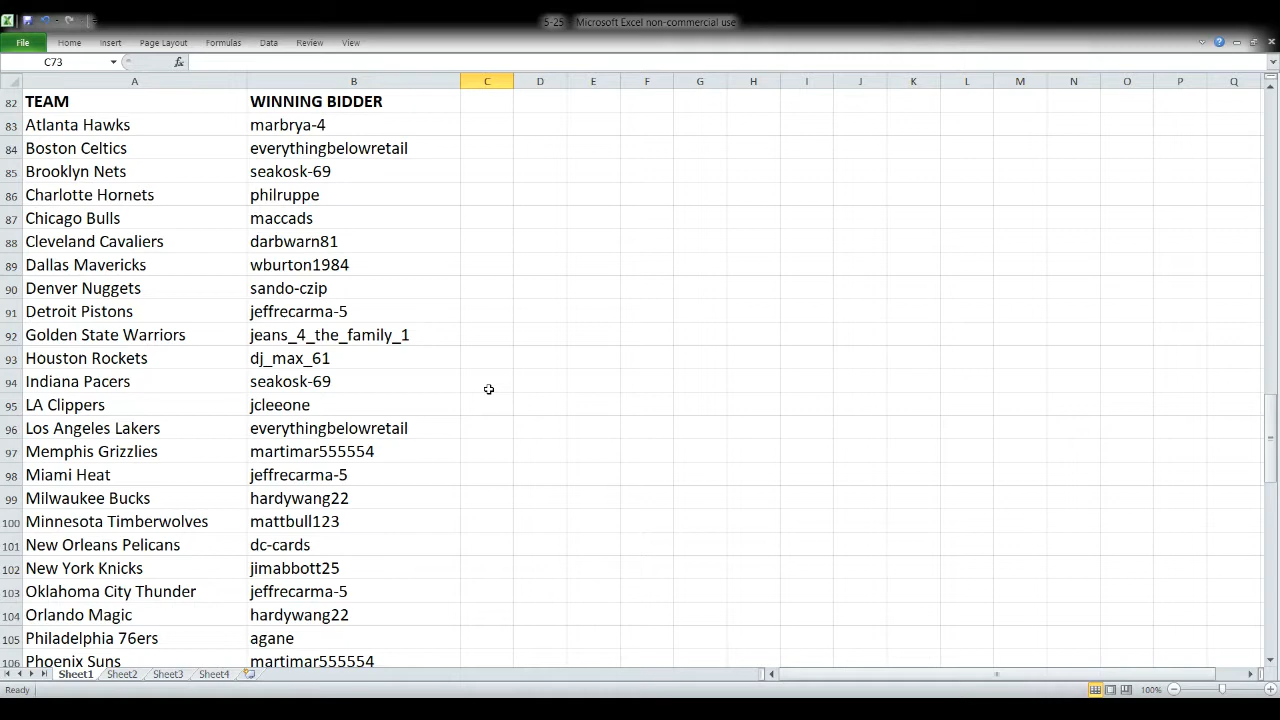 5-25 Microsoft Excel non-commercial use
File Home Insert Page Layout Formulas Data Review View
C73 fx
A B C D E F G H I J K L M N O P Q
82 TEAM WINNING BIDDER
83 Atlanta Hawks marbrya-4
84 Boston Celtics everythingbelowretail
85 Brooklyn Nets seakosk-69
86 Charlotte Hornets philruppe
87 Chicago Bulls maccads
88 Cleveland Cavaliers darbwarn81
89 Dallas Mavericks wburton1984
90 Denver Nuggets sando-czip
91 Detroit Pistons jeffrecarma-5
92 Golden State Warriors jeans_4_the_family_1
93 Houston Rockets dj_max_61
94 Indiana Pacers seakosk-69
95 LA Clippers jcleeone
96 Los Angeles Lakers everythingbelowretail
97 Memphis Grizzlies martimar555554
98 Miami Heat jeffrecarma-5
99 Milwaukee Bucks hardywang22
100 Minnesota Timberwolves mattbull123
101 New Orleans Pelicans dc-cards
102 New York Knicks jimabbott25
103 Oklahoma City Thunder jeffrecarma-5
104 Orlando Magic hardywang22
105 Philadelphia 76ers agane
106 Phoenix Suns martimar555554
Sheet1 Sheet2 Sheet3 Sheet4
Ready 100%